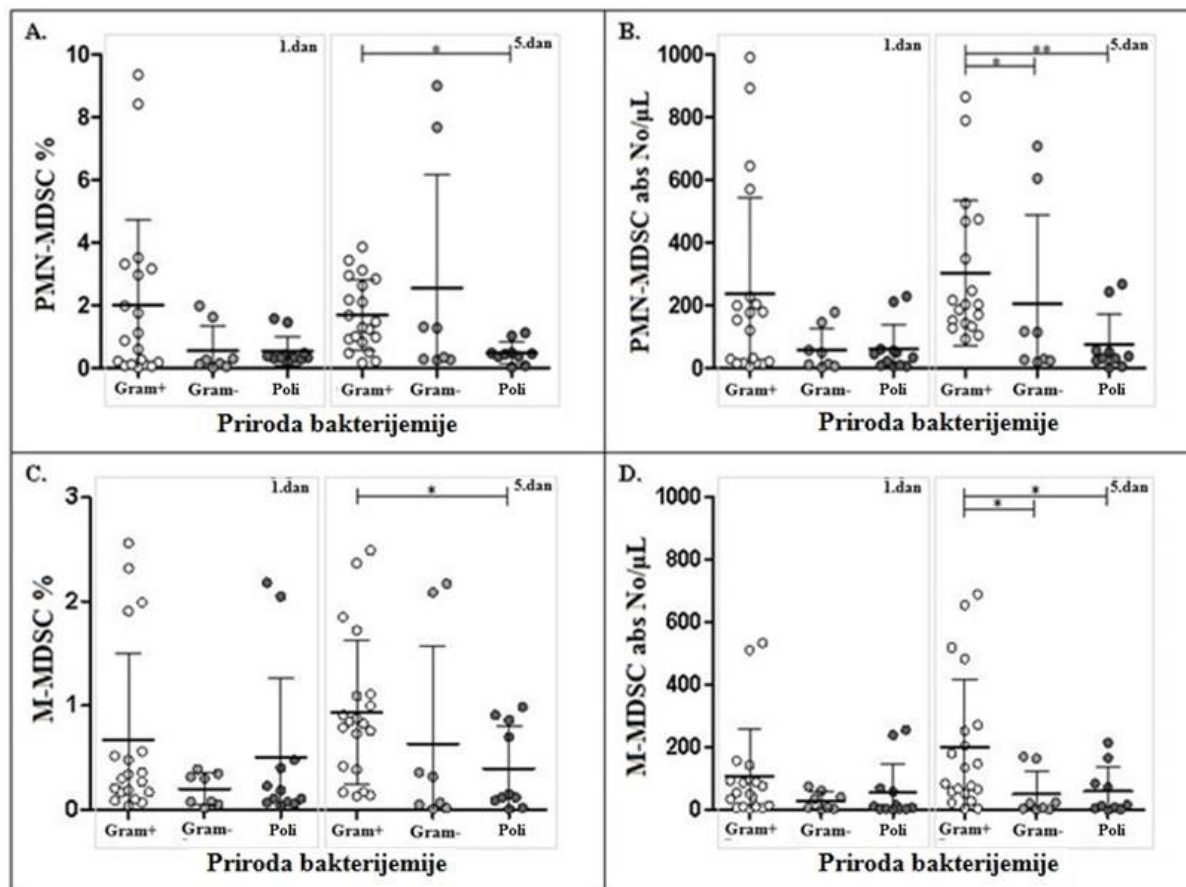 A.
1.dan
5.dan
*
PMN-MDSC %
10
8
6
4
2
0
Gram+ Gram- Poli Gram+ Gram- Poli
Priroda bakterijemije
B.
1.dan
5.dan
**
*
PMN-MDSC abs No/µL
1000
800
600
400
200
0
Gram+ Gram- Poli Gram+ Gram- Poli
Priroda bakterijemije
C.
1.dan
5.dan
*
M-MDSC %
3
2
1
0
Gram+ Gram- Poli Gram+ Gram- Poli
Priroda bakterijemije
D.
1.dan
5.dan
*
*
M-MDSC abs No/µL
1000
800
600
400
200
0
Gram+ Gram- Poli Gram+ Gram- Poli
Priroda bakterijemije